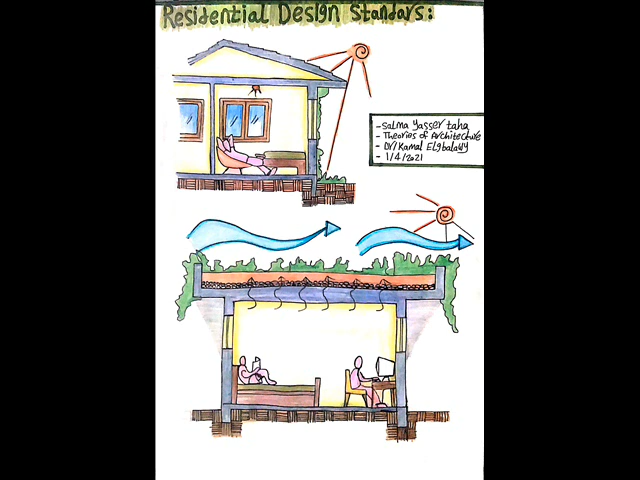 Residential Design Standars:
-Salma Yasser taha
- Theories of Architecture
- Dr/Kamal Elgbalawy
- 1/4/2021